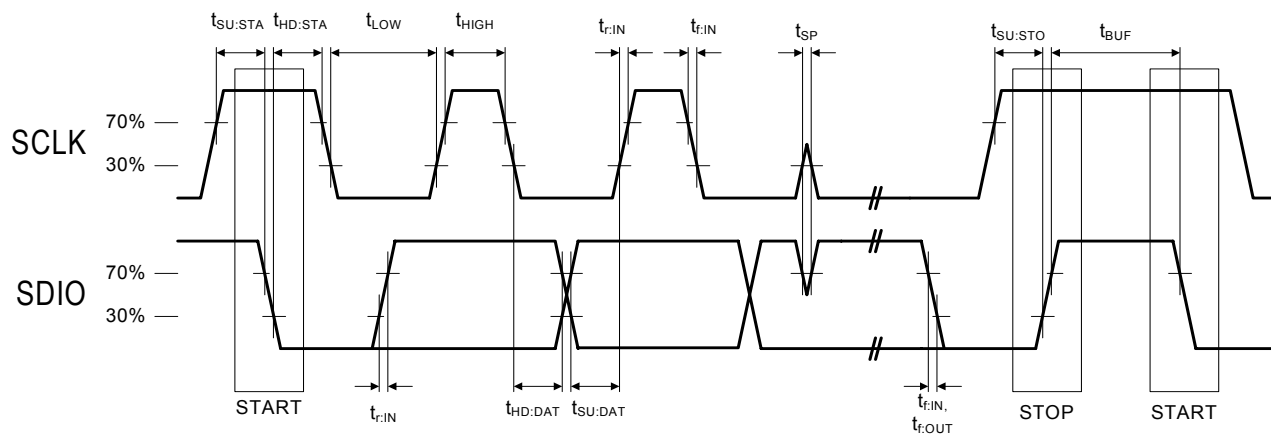 tSU:STA tHD:STA tLOW tHIGH tr:IN tf:IN tSP tSU:STO tBUF
SCLK
70%
30%
SDIO
70%
30%
START
tr:IN
tHD:DAT tSU:DAT
tf:IN,
tf:OUT
STOP
START